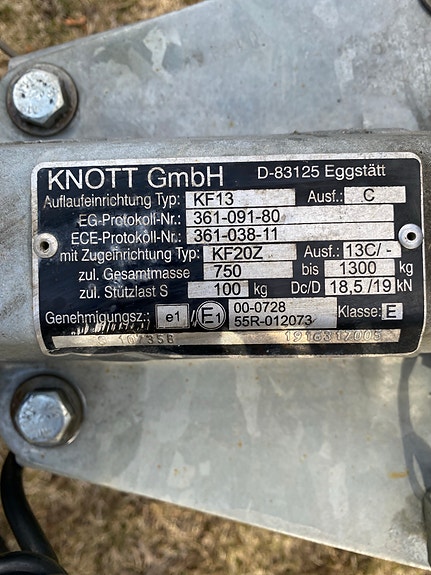 KNOTT GmbH D-83125 Eggstätt
Auflaufeinrichtung Typ: KF13 Ausf.: C
EG-Protokoll-Nr.: 361-091-80
ECE-Protokoll-Nr.: 361-038-11
mit Zugeinrichtung Typ: KF20Z Ausf.: 13C/ -
zul. Gesamtmasse 750 bis 1300 kg
zul. Stützlast S 100 kg Dc/D 18,5 /19 kN
Genehmigungsz.: e1 E1 00-0728
55R-012073 Klasse: E